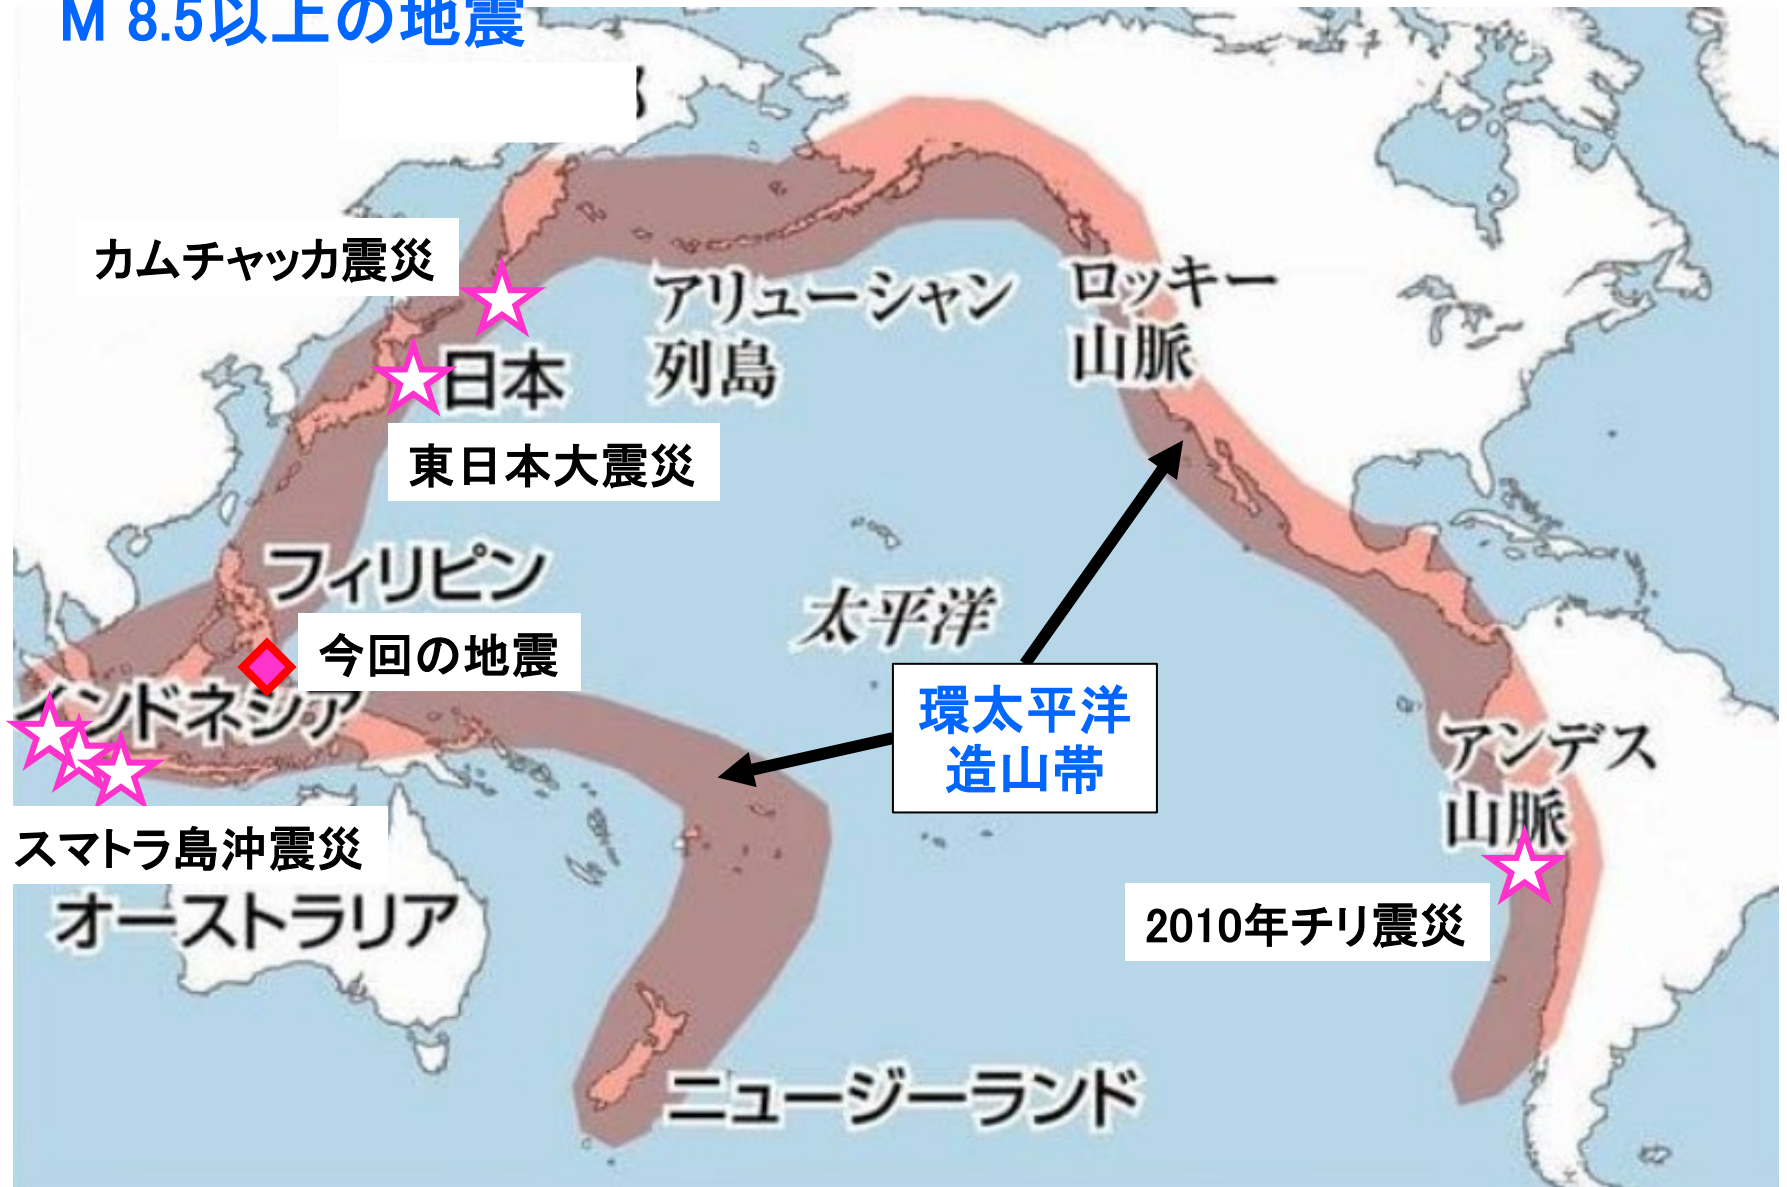 M 8.5以上の地震
カムチャッカ震災
アリューシャン
列島
ロッキー
山脈
日本
東日本大震災
フィリピン
太平洋
今回の地震
インドネシア
環太平洋
造山帯
アンデス
山脈
スマトラ島沖震災
オーストラリア
2010年チリ震災
ニュージーランド